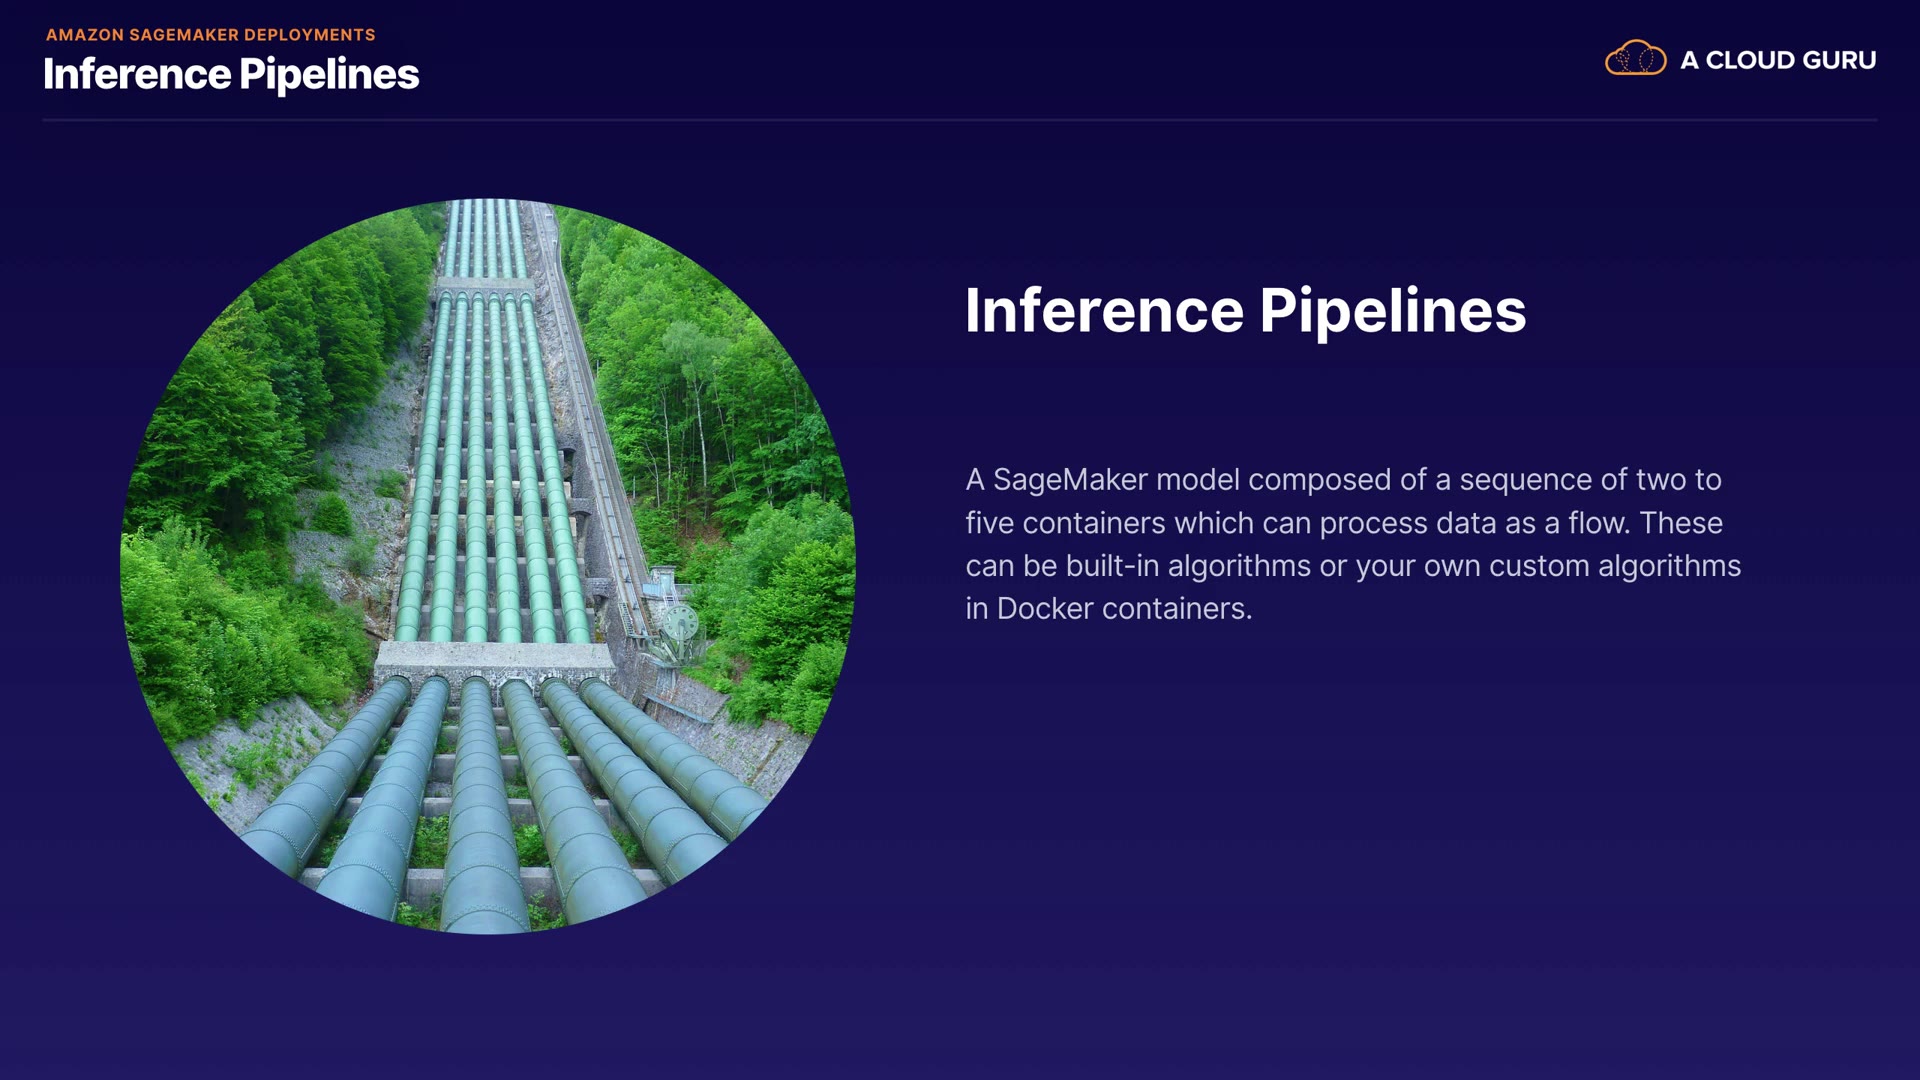 AMAZON SAGEMAKER DEPLOYMENTS
Inference Pipelines
A CLOUD GURU
Inference Pipelines
A SageMaker model composed of a sequence of two to
five containers which can process data as a flow. These
can be built-in algorithms or your own custom algorithms
in Docker containers.